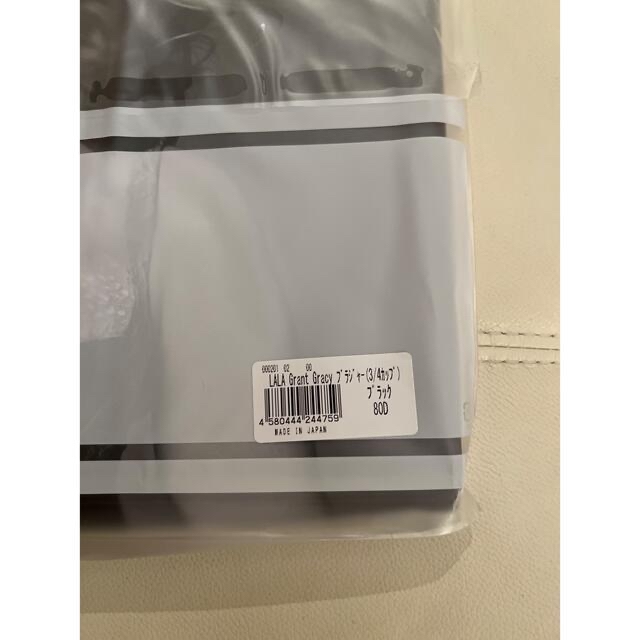 000201 02 00
LALA Grant Gracy ブラジャー(3/4カップ)
ブラック
80D
4 580444 244759
MADE IN JAPAN